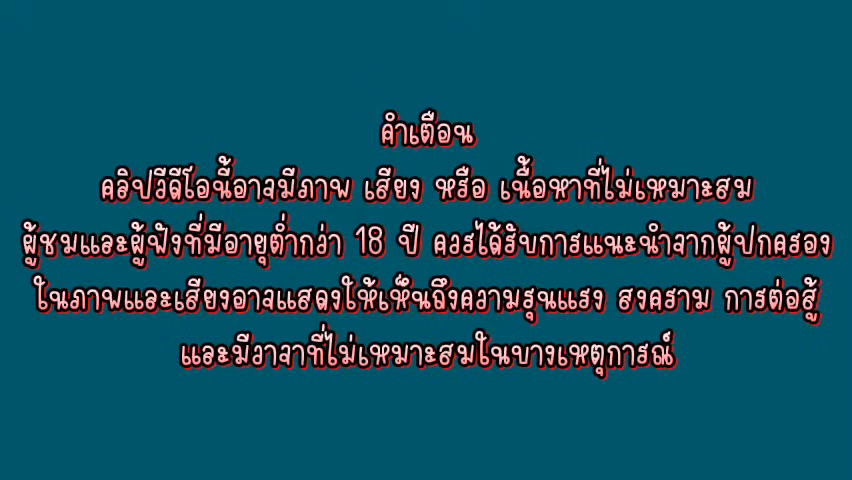 คำเตือน
คลิปวีดีโอนี้อาจมีภาพ เสียง หรือ เนื้อหาที่ไม่เหมาะสม
ผู้ชมและผู้ฟังที่มีอายุต่ำกว่า 18 ปี ควรได้รับการแนะนำจากผู้ปกครอง
ในภาพและเสียงอาจแสดงให้เห็นถึงความรุนแรง สงคราม การต่อสู้
และมีวาจาที่ไม่เหมาะสมในบางเหตุการณ์